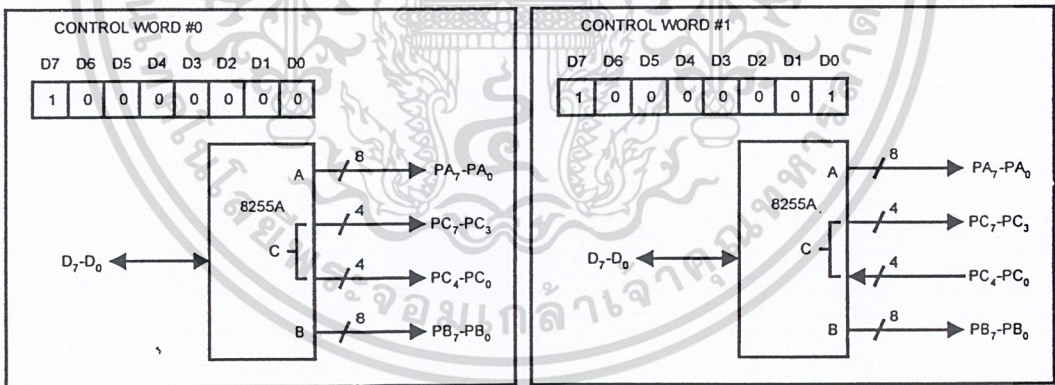 CONTROL WORD #0
D7 D6 D5 D4 D3 D2 D1 D0
1 0 0 0 0 0 0 0
8255A
A
C
B
D₇-D₀
8
PA₇-PA₀
4
PC₇-PC₃
4
PC₄-PC₀
8
PB₇-PB₀
CONTROL WORD #1
D7 D6 D5 D4 D3 D2 D1 D0
1 0 0 0 0 0 0 1
8255A
A
C
B
D₇-D₀
8
PA₇-PA₀
4
PC₇-PC₃
4
PC₄-PC₀
8
PB₇-PB₀